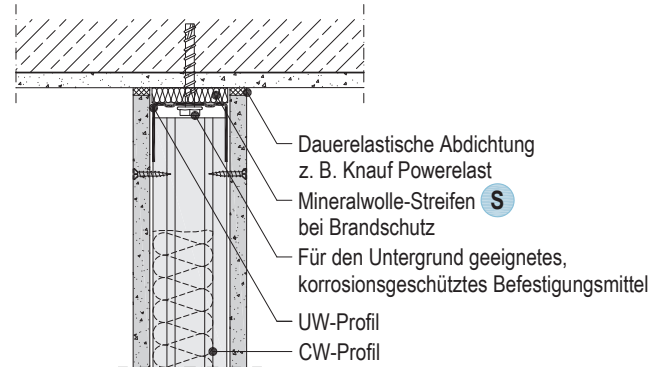 Dauerelastische Abdichtung
z. B. Knauf Powerelast
Mineralwolle-Streifen S
bei Brandschutz
Für den Untergrund geeignetes,
korrosionsgeschütztes Befestigungsmittel
UW-Profil
CW-Profil